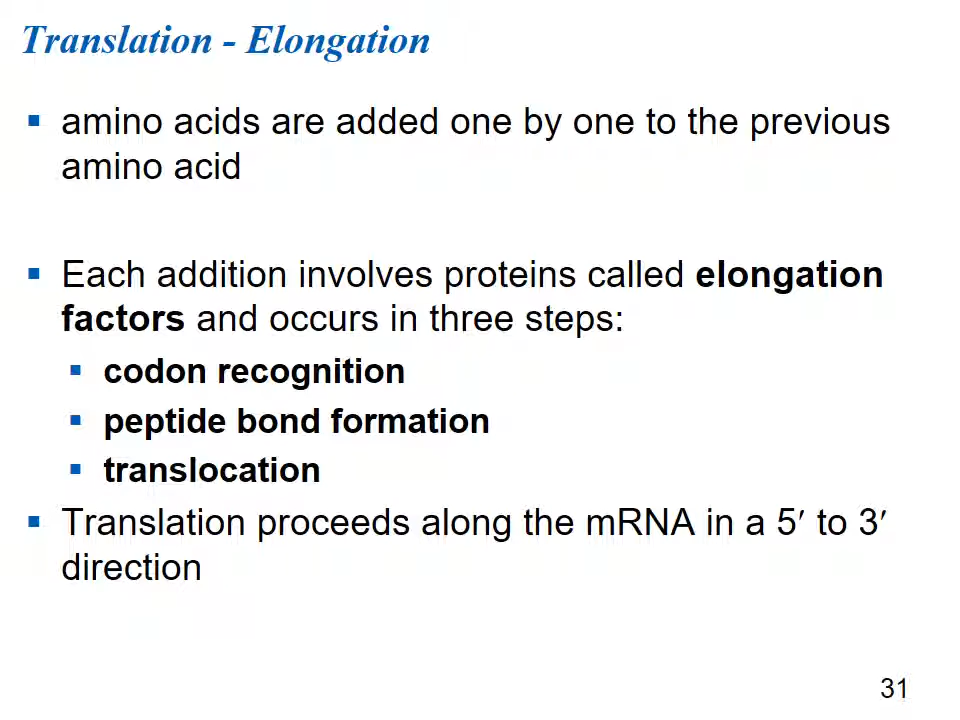 Translation - Elongation
▪ amino acids are added one by one to the previous
amino acid
▪ Each addition involves proteins called elongation
factors and occurs in three steps:
▪ codon recognition
▪ peptide bond formation
▪ translocation
▪ Translation proceeds along the mRNA in a 5′ to 3′
direction
31